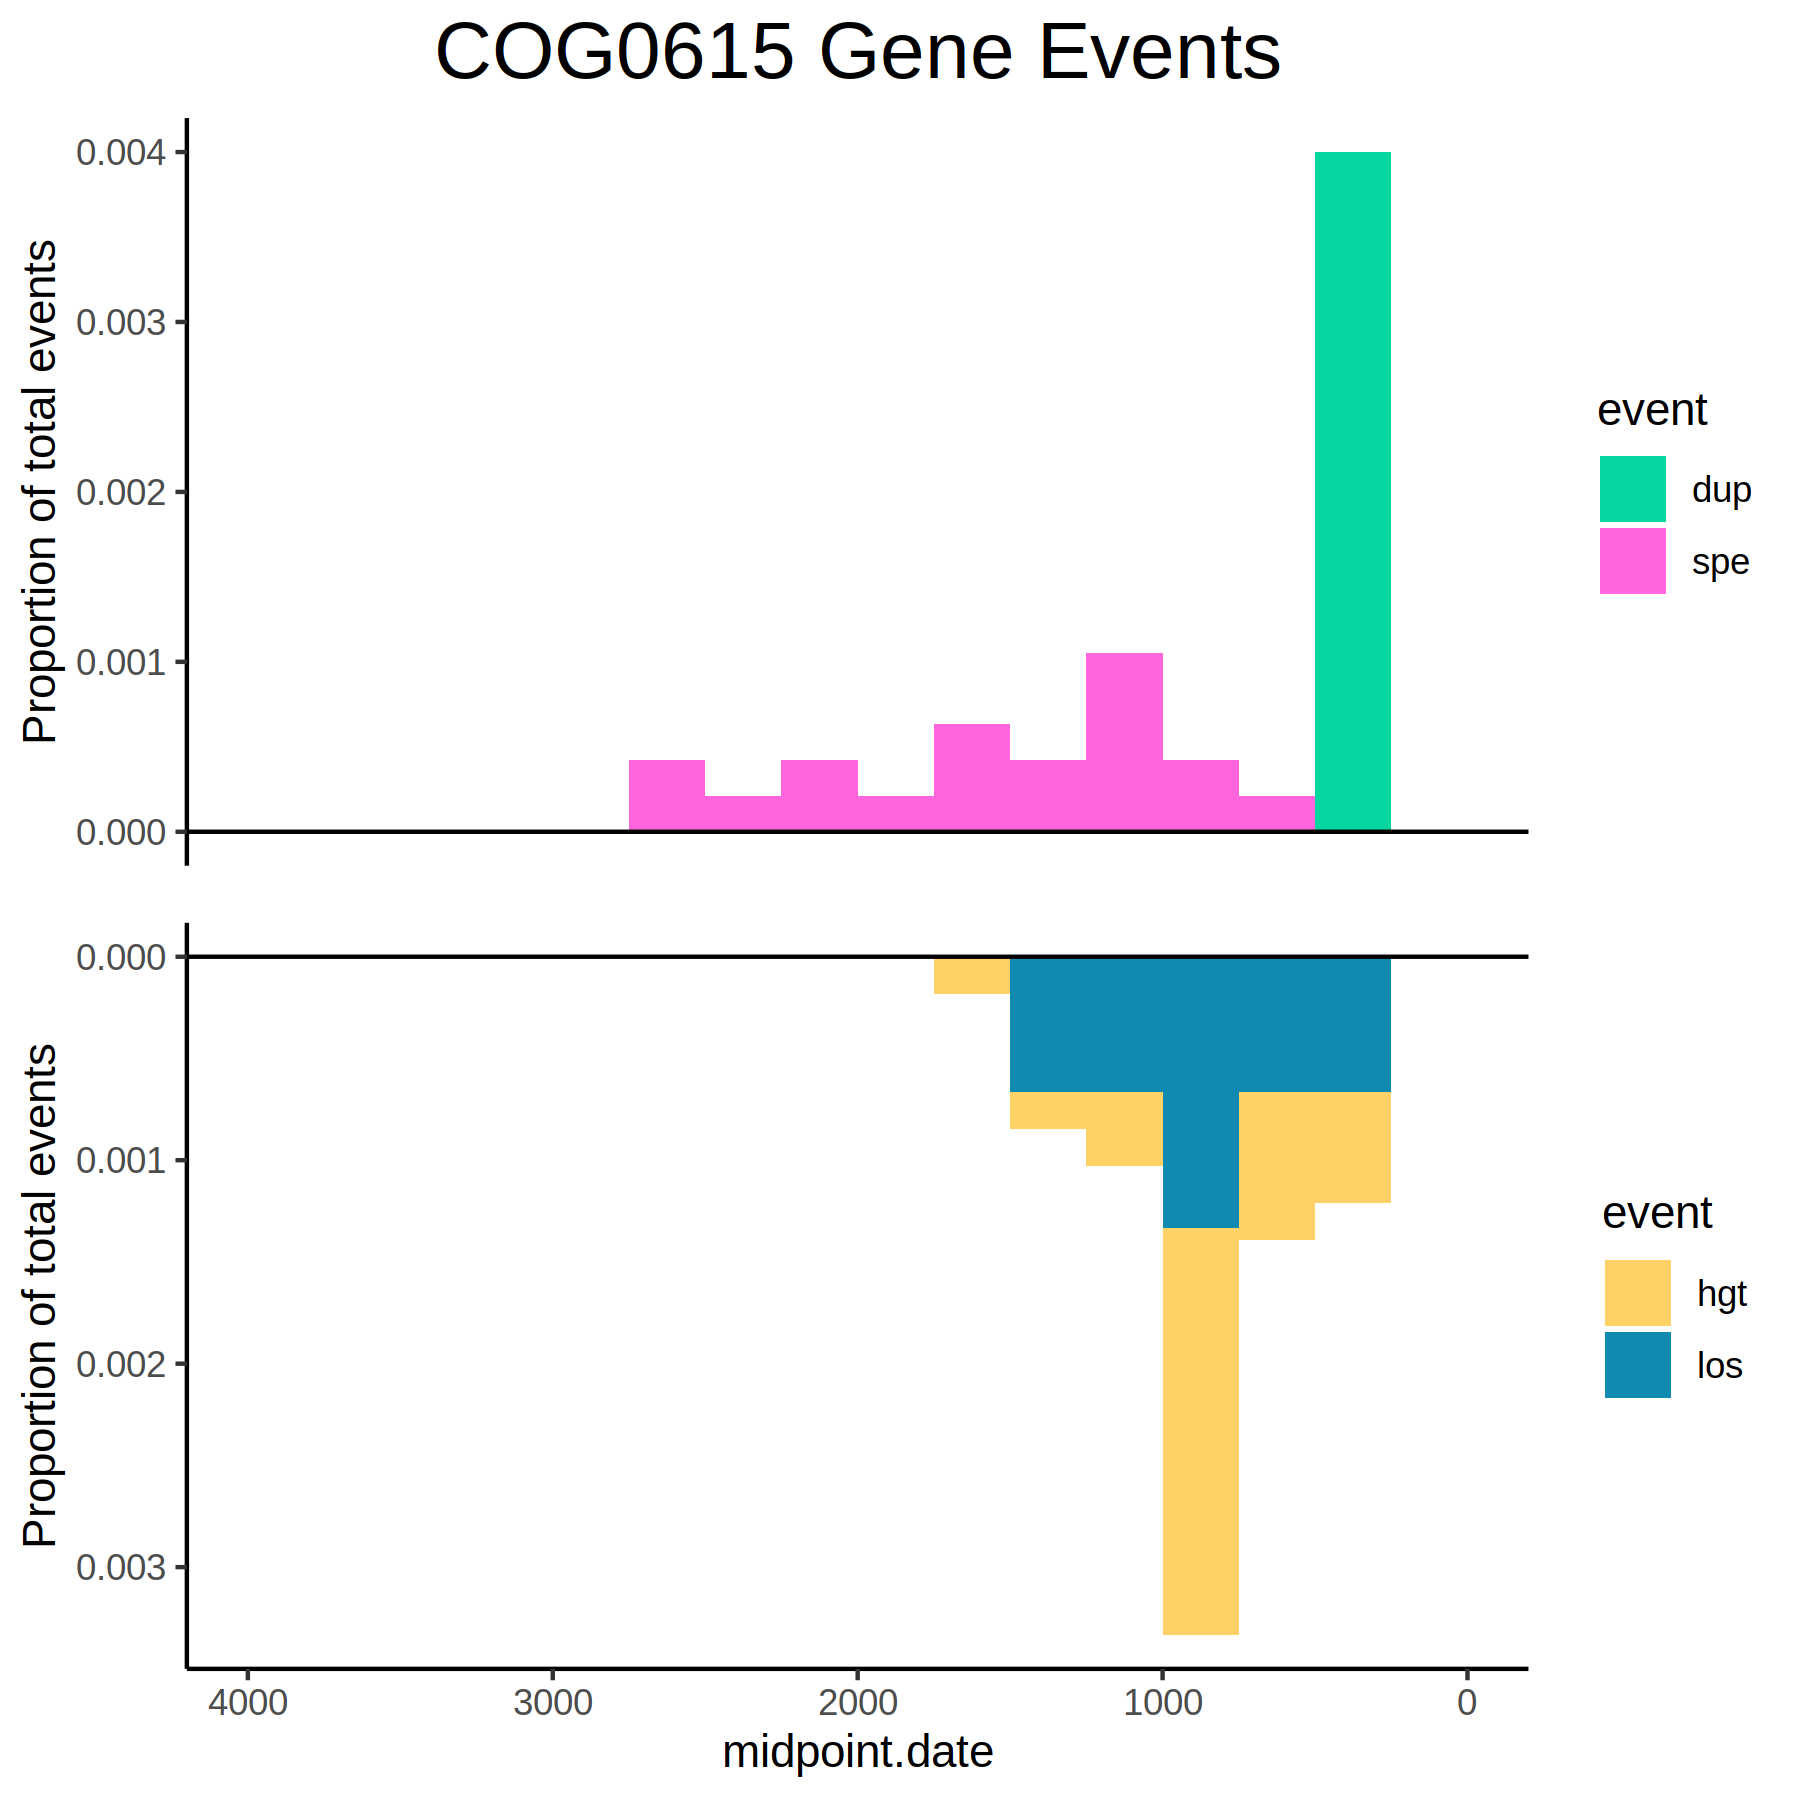 COG0615 Gene Events
Proportion of total events
0.004
0.003
0.002
0.001
0.000
event
dup
spe
Proportion of total events
0.000
0.001
0.002
0.003
event
hgt
los
4000 3000 2000 1000 0
midpoint.date